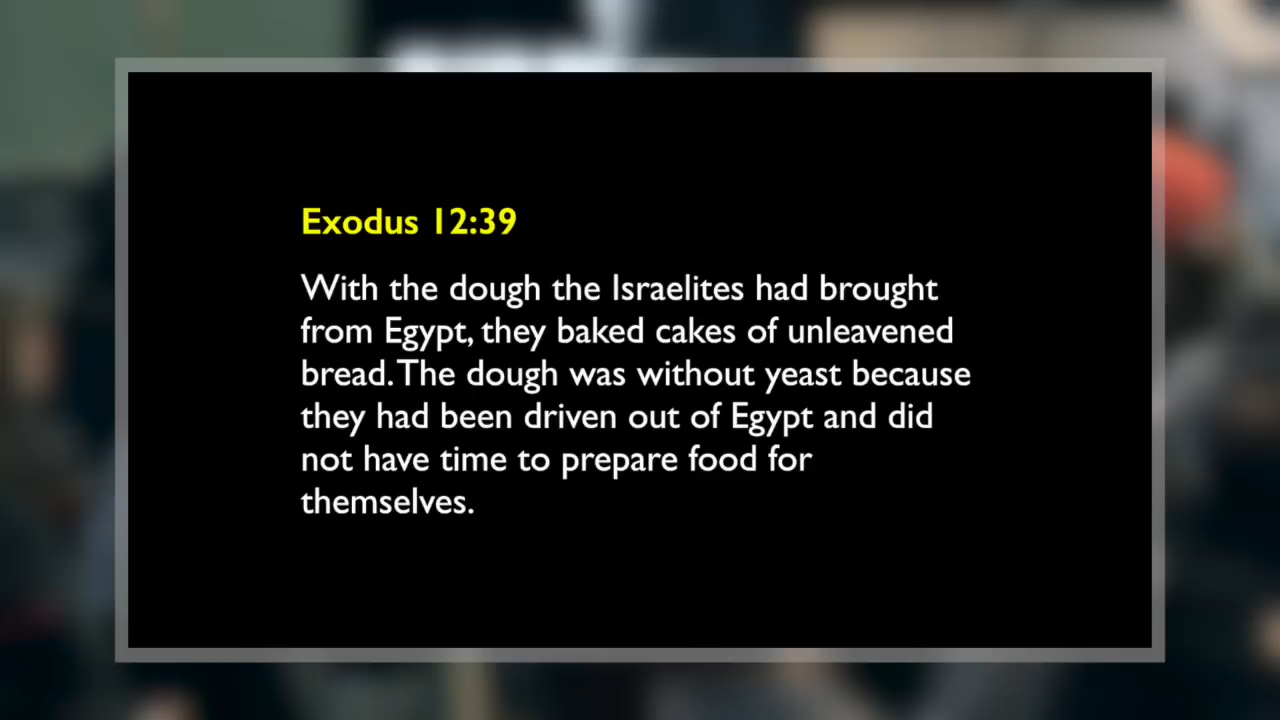 Exodus 12:39
With the dough the Israelites had brought
from Egypt, they baked cakes of unleavened
bread. The dough was without yeast because
they had been driven out of Egypt and did
not have time to prepare food for
themselves.